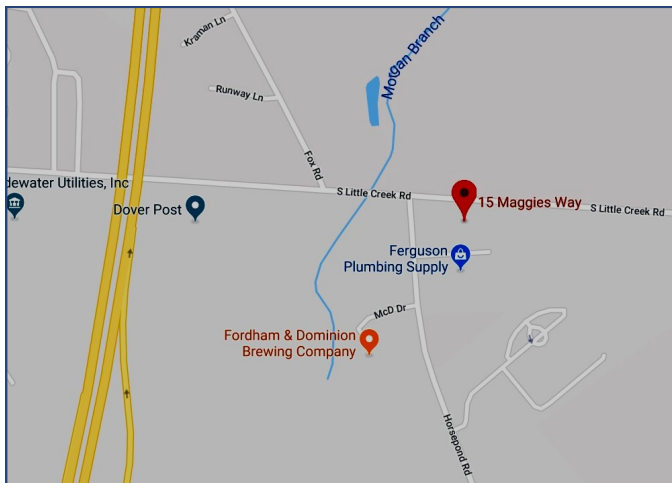 Kraman Ln
Morgan Branch
Runway Ln
Fox Rd
dewater Utilities, Inc
S Little Creek Rd
15 Maggies Way
S Little Creek Rd
Dover Post
Ferguson
Plumbing Supply
McD Dr
Fordham & Dominion
Brewing Company
Horsepond Rd